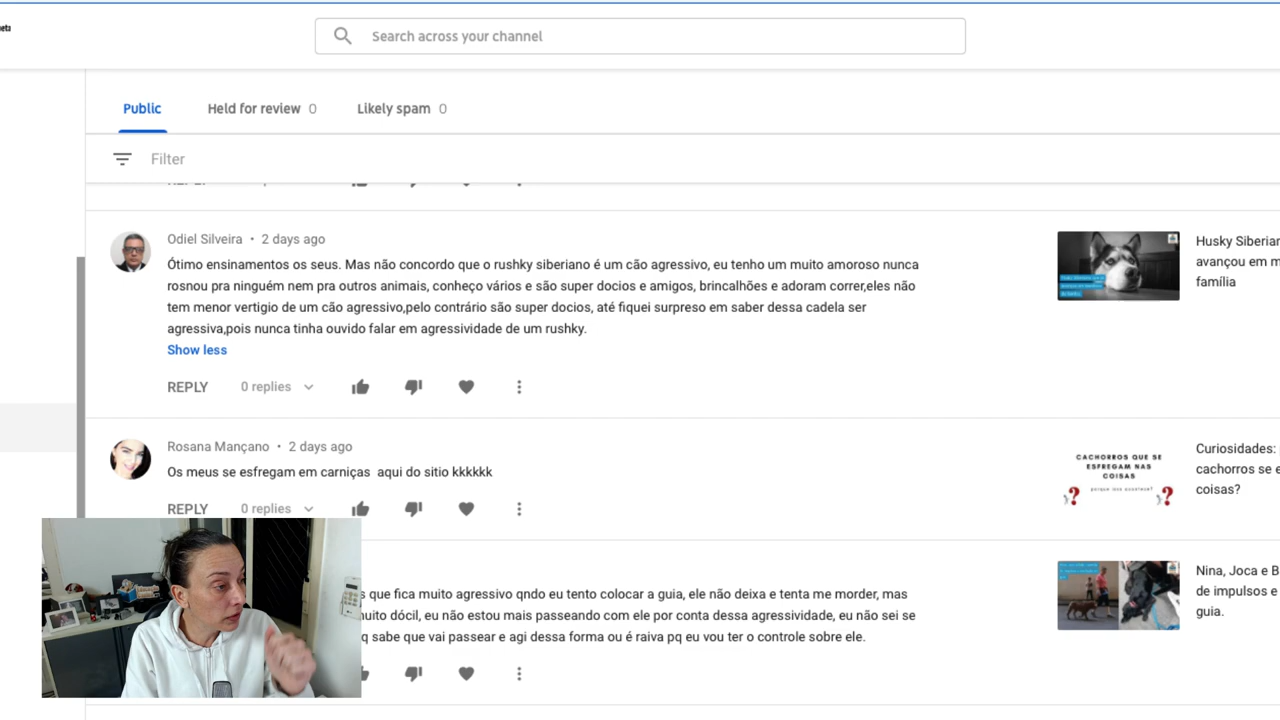 Search across your channel
Public
Held for review 0
Likely spam 0
Filter
Odiel Silveira • 2 days ago
Ótimo ensinamentos os seus. Mas não concordo que o rushky siberiano é um cão agressivo, eu tenho um muito amoroso nunca
rosnou pra ninguém nem pra outros animais, conheço vários e são super docios e amigos, brincalhões e adoram correr,eles não
tem menor vertigio de um cão agressivo,pelo contrário são super docios, até fiquei surpreso em saber dessa cadela ser
agressiva,pois nunca tinha ouvido falar em agressividade de um rushky.
Show less
REPLY 0 replies
Husky Siberian
avançou em m
família
Rosana Mançano • 2 days ago
Os meus se esfregam em carniças aqui do sitio kkkkkk
REPLY 0 replies
CACHORROS QUE SE
ESFREGAM NAS
COISAS
porque isso acontece?
Curiosidades:
cachorros se e
coisas?
s que fica muito agressivo qndo eu tento colocar a guia, ele não deixa e tenta me morder, mas
muito dócil, eu não estou mais passeando com ele por conta dessa agressividade, eu não sei se
q sabe que vai passear e agi dessa forma ou é raiva pq eu vou ter o controle sobre ele.
Nina, Joca e B
de impulsos e
guia.